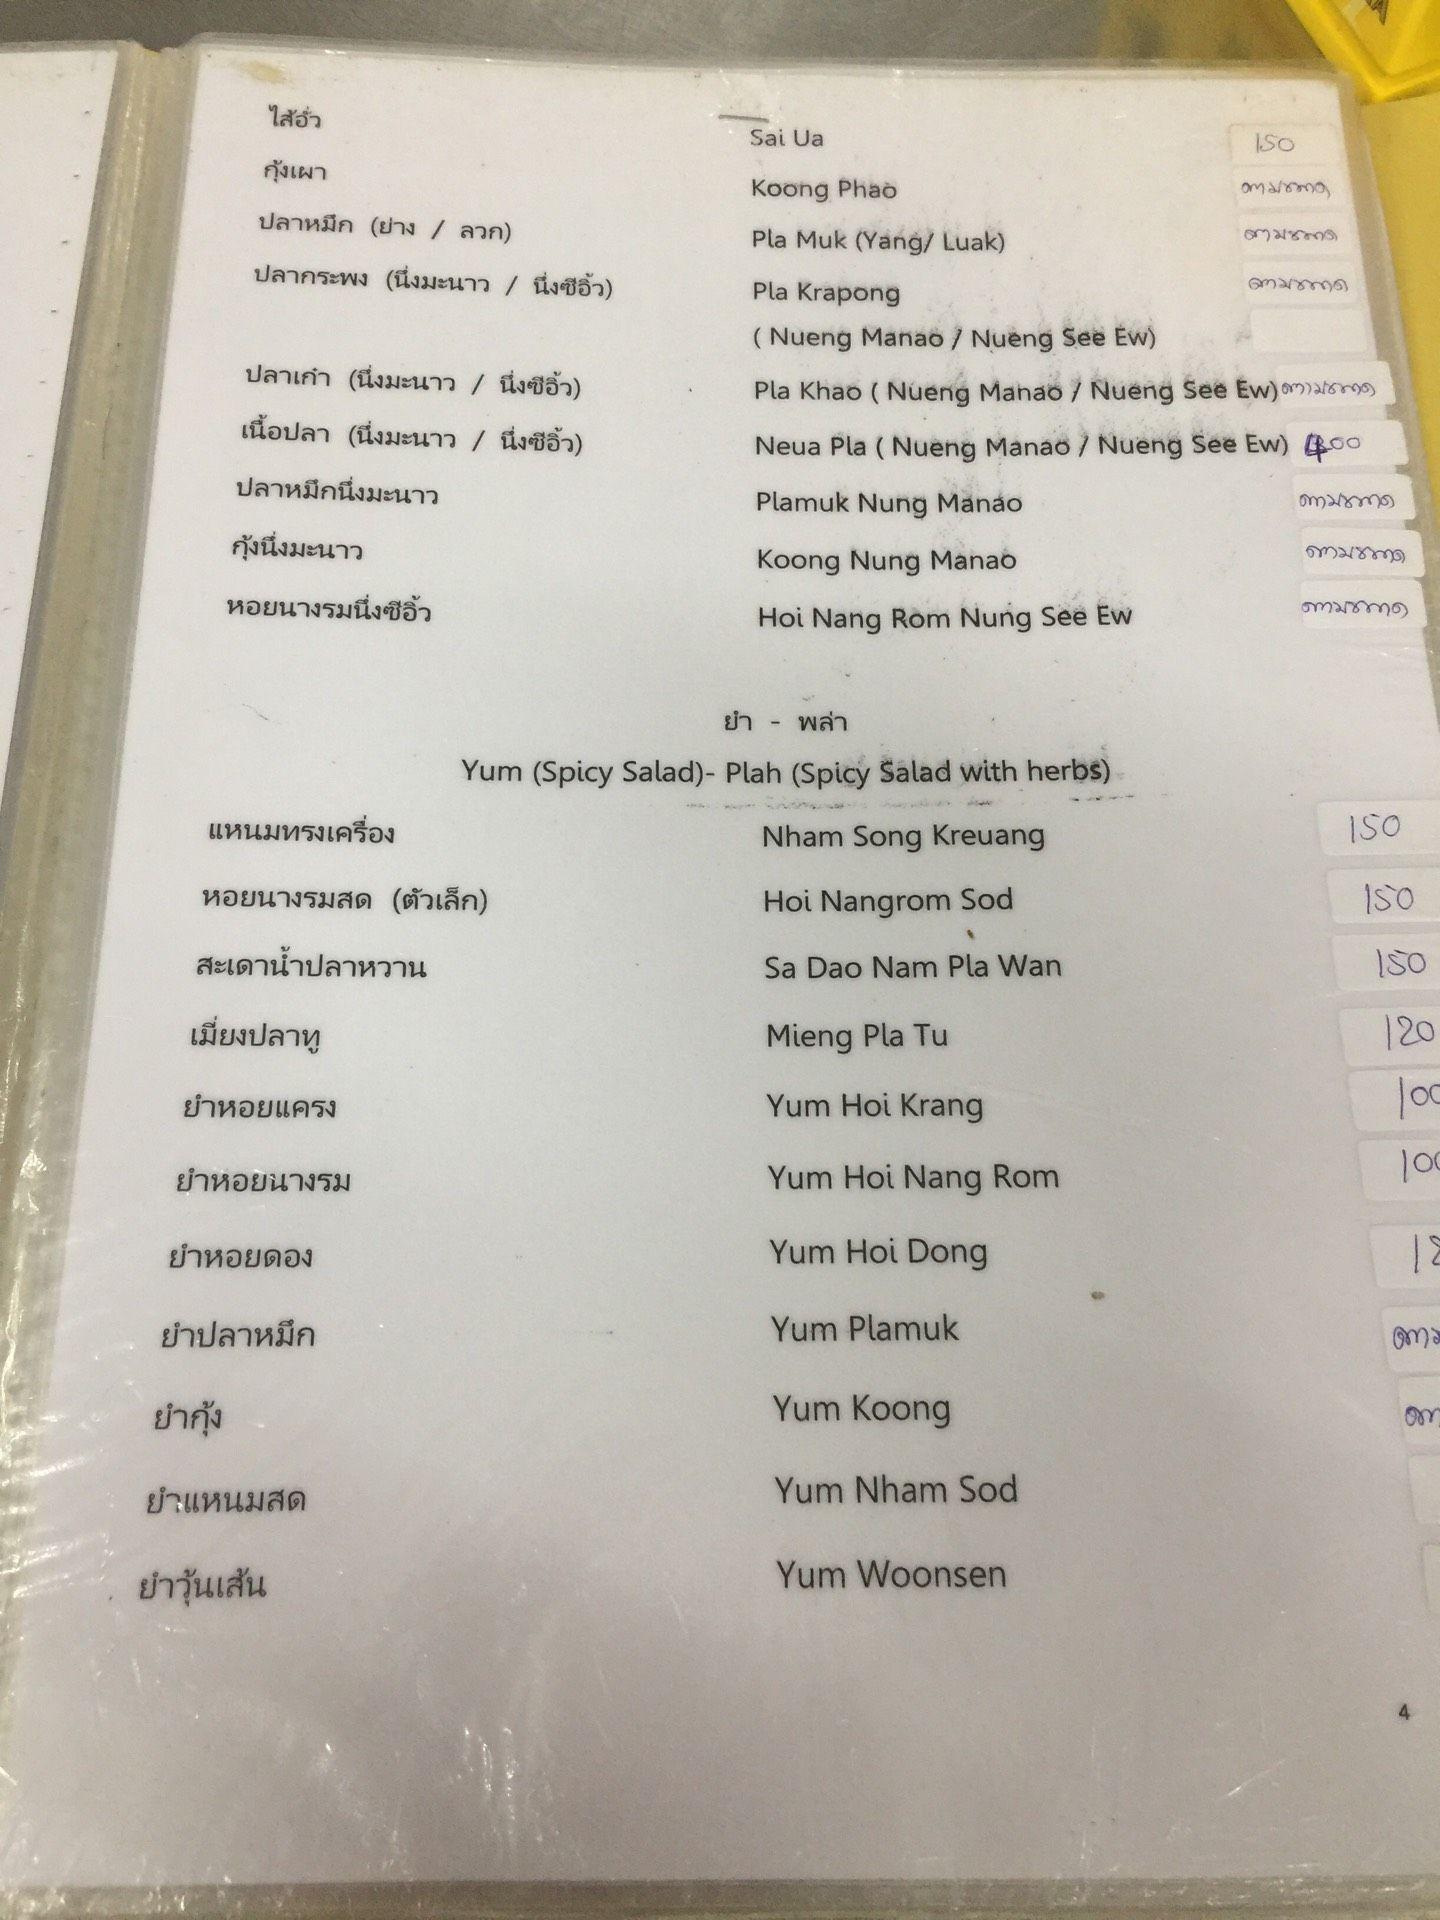 ไส้อั่ว Sai Ua 150
กุ้งเผา Koong Phao ตามขนาด
ปลาหมึก (ย่าง / ลวก) Pla Muk (Yang/ Luak) ตามขนาด
ปลากระพง (นึ่งมะนาว / นึ่งซีอิ้ว) Pla Krapong ตามขนาด
( Nueng Manao / Nueng See Ew)
ปลาเก๋า (นึ่งมะนาว / นึ่งซีอิ้ว) Pla Khao ( Nueng Manao / Nueng See Ew) ตามขนาด
เนื้อปลา (นึ่งมะนาว / นึ่งซีอิ้ว) Neua Pla ( Nueng Manao / Nueng See Ew) 400
ปลาหมึกนึ่งมะนาว Plamuk Nung Manao ตามขนาด
กุ้งนึ่งมะนาว Koong Nung Manao ตามขนาด
หอยนางรมนึ่งซีอิ้ว Hoi Nang Rom Nung See Ew ตามขนาด
ยำ - พล่า
Yum (Spicy Salad)- Plah (Spicy Salad with herbs)
แหนมทรงเครื่อง Nham Song Kreuang 150
หอยนางรมสด (ตัวเล็ก) Hoi Nangrom Sod 150
สะเดาน้ำปลาหวาน Sa Dao Nam Pla Wan 150
เมี่ยงปลาทู Mieng Pla Tu 120
ยำหอยแครง Yum Hoi Krang 100
ยำหอยนางรม Yum Hoi Nang Rom 100
ยำหอยดอง Yum Hoi Dong
ยำปลาหมึก Yum Plamuk
ยำกุ้ง Yum Koong
ยำแหนมสด Yum Nham Sod
ยำวุ้นเส้น Yum Woonsen
4